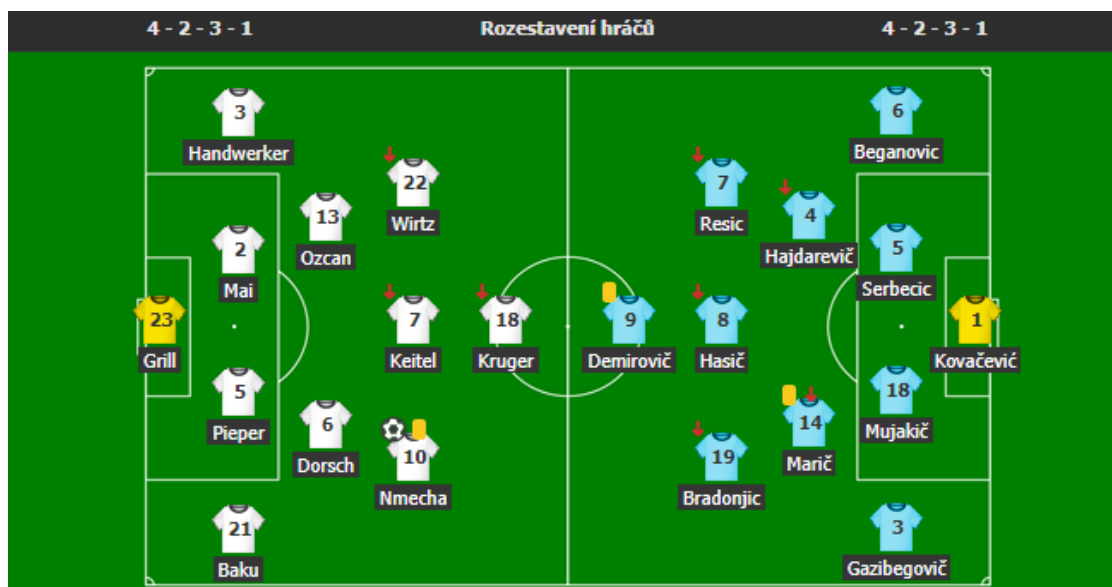 4 - 2 - 3 - 1 Rozestavení hráčů 4 - 2 - 3 - 1
3
Handwerker
2
Mai
23
Grill
5
Pieper
21
Baku
13
Ozcan
6
Dorsch
22
Wirtz
7
Keitel
10
Nmecha
18
Kruger
9
Demirovič
7
Resic
8
Hasič
19
Bradonjic
4
Hajdarevič
14
Marič
6
Beganovic
5
Serbecic
18
Mujakič
3
Gazibegovič
1
Kovačević